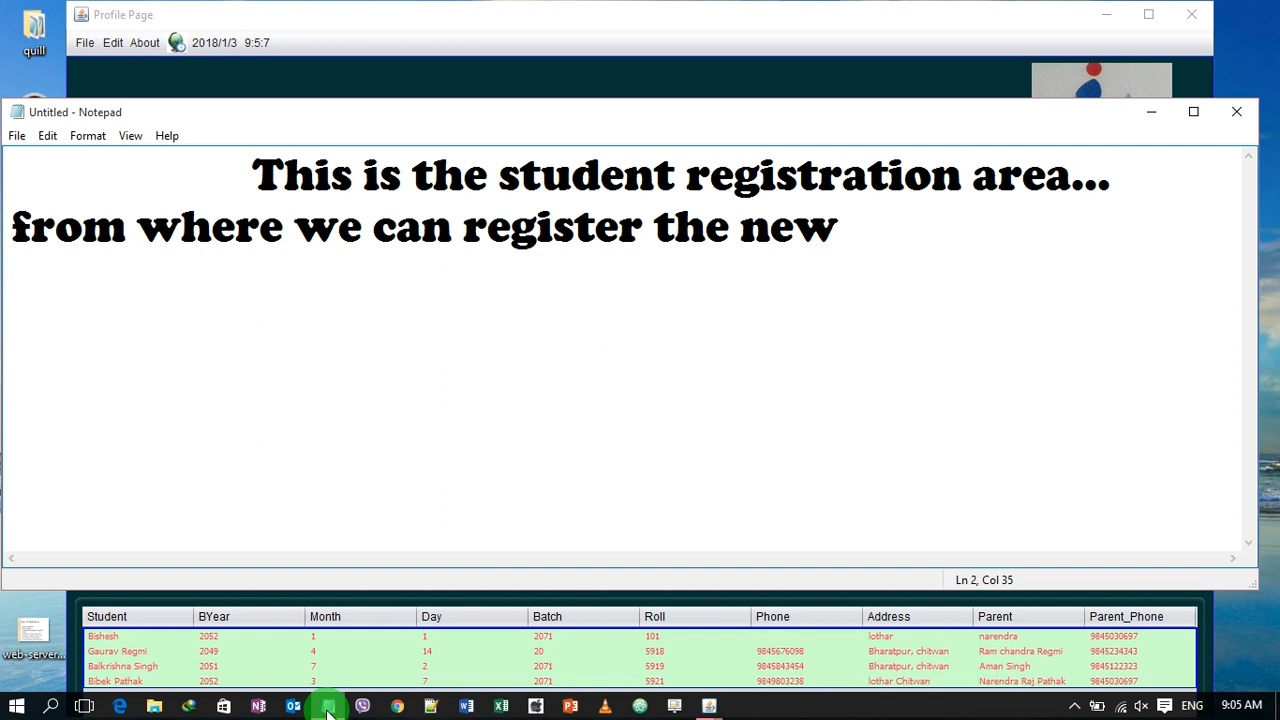 quill
Profile Page
File Edit About 2018/1/3 9:5:7
Untitled - Notepad
File Edit Format View Help
This is the student registration area...
from where we can register the new
Ln 2, Col 35
web-server...
Student BYear Month Day Batch Roll Phone Address Parent Parent_Phone
Bishesh 2052 1 1 2071 101 lothar narendra 9845030697
Gaurav Regmi 2049 4 14 20 5918 9845676098 Bharatpur, chitwan Ram chandra Regmi 9845234343
Balkrishna Singh 2051 7 2 2071 5919 9845843454 Bharatpur, chitwan Aman Singh 9845122323
Bibek Pathak 2052 3 7 2071 5921 9849803238 lothar Chitwan Narendra Raj Pathak 9845030697
ENG 9:05 AM